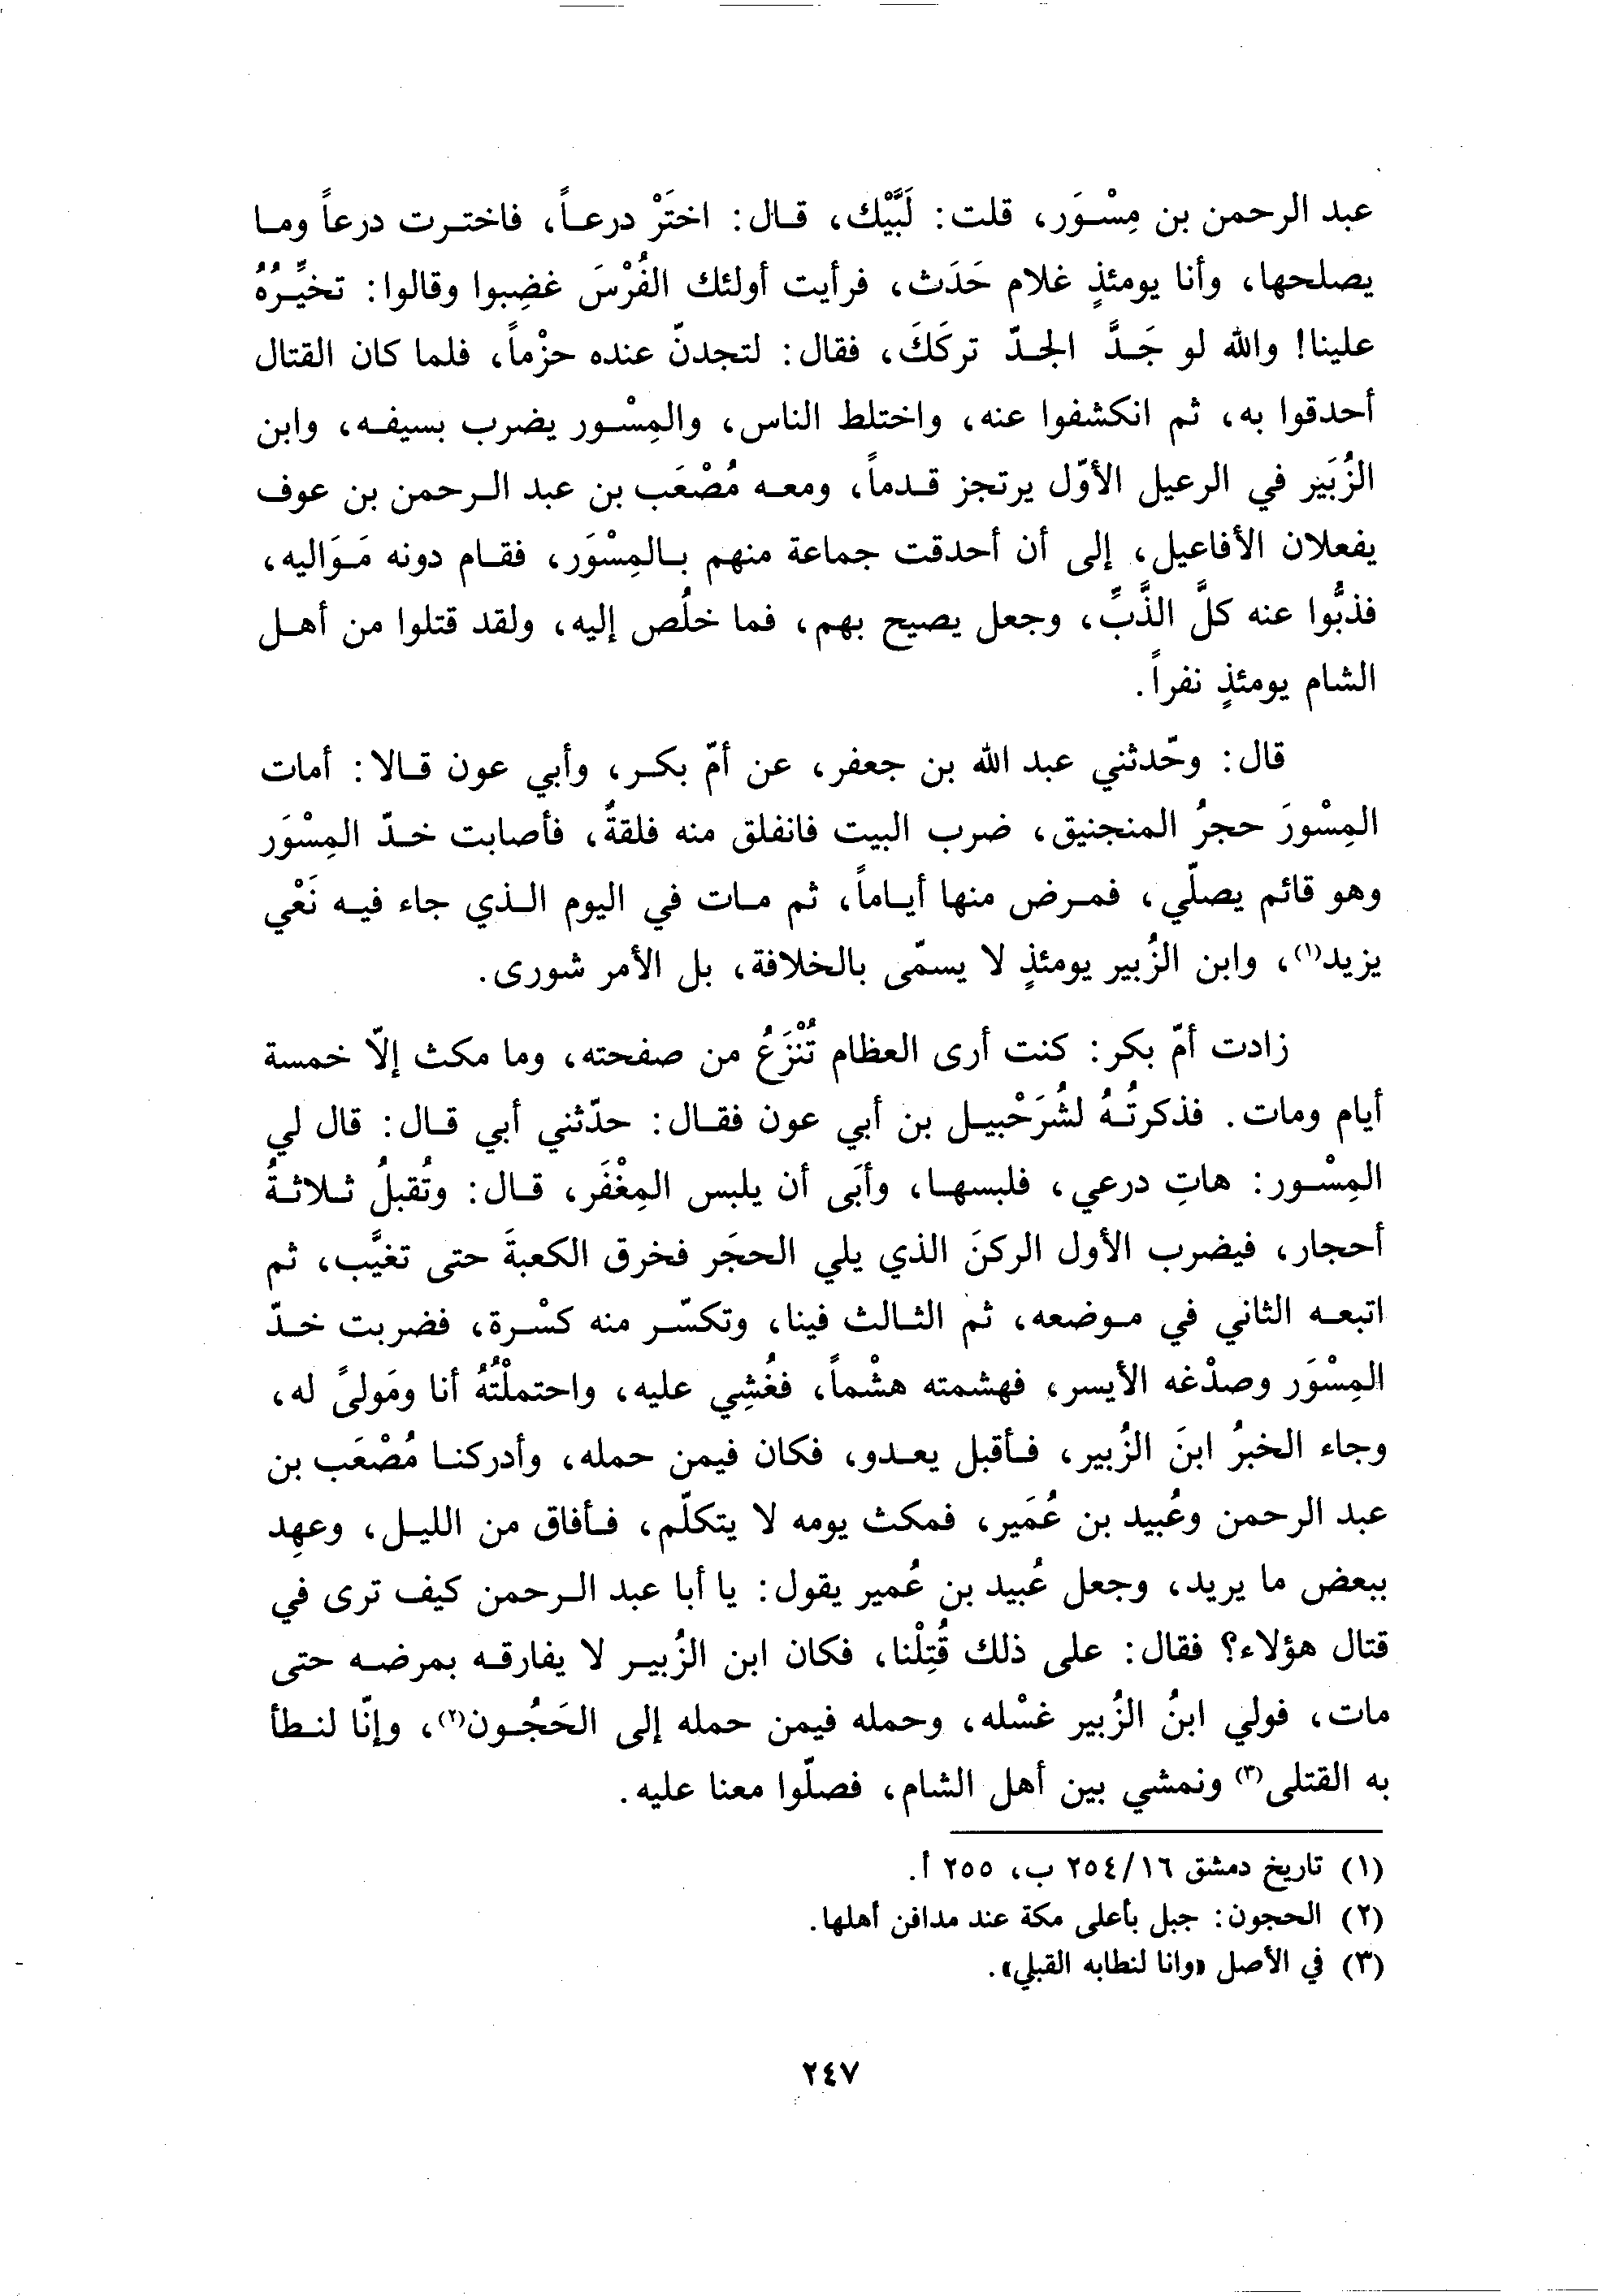 عبد الرحمن بن مِسْوَر، قلت: لَبَّيْك، قال: اختَرْ درعاً، فاخترت درعاً وما
يصلحها، وأنا يومئذٍ غلام حَدَث، فرأيت أولئك الفُرْسَ غضِبوا وقالوا: تخيِّرُهُ
علينا! والله لو جَدَّ الجدّ تركَكَ، فقال: لتجدنّ عنده حزْماً، فلما كان القتال
أحدقوا به، ثم انكشفوا عنه، واختلط الناس، والمِسْور يضرب بسيفه، وابن
الزُبَيْر في الرعيل الأوّل يرتجز قدماً، ومعه مُصْعَب بن عبد الرحمن بن عوف
يفعلان الأفاعيل، إلى أن أحدقت جماعة منهم بالمِسْوَر، فقام دونه مَوَاليه،
فذبُّوا عنه كلَّ الذَّبِّ، وجعل يصيح بهم، فما خلُص إليه، ولقد قتلوا من أهل
الشام يومئذٍ نفراً.
قال: وحّدثني عبد الله بن جعفر، عن أمّ بكر، وأبي عون قالا: أمات
المِسْورَ حجرُ المنجنيق، ضرب البيت فانفلق منه فلقةُ، فأصابت خدّ المِسْوَر
وهو قائم يصلّي، فمرض منها أياماً، ثم مات في اليوم الذي جاء فيه نَعْي
يزيد(١)، وابن الزُبير يومئذٍ لا يسمّى بالخلافة، بل الأمر شورى.
زادت أمّ بكر: كنت أرى العظام تُنْزَعُ من صفحته، وما مكث إلاّ خمسة
أيام ومات. فذكرتُهُ لشُرَحْبيل بن أبي عون فقال: حدّثني أبي قال: قال لي
المِسْور: هاتِ درعي، فلبسها، وأبَى أن يلبس المِغْفَر، قال: وتُقبلُ ثلاثةُ
أحجار، فيضرب الأول الركنَ الذي يلي الحجَر فخرق الكعبةَ حتى تغيَّب، ثم
اتبعه الثاني في موضعه، ثم الثالث فينا، وتكسّر منه كسْرة، فضربت خدّ
المِسْوَر وصدْغه الأيسر، فهشمته هشْماً، فغُشِي عليه، واحتملْتُهُ أنا ومَولىً له،
وجاء الخبرُ ابنَ الزُبير، فأقبل يعدو، فكان فيمن حمله، وأدركنا مُصْعَب بن
عبد الرحمن وعُبيد بن عُمَير، فمكث يومه لا يتكلّم، فأفاق من الليل، وعهِد
ببعض ما يريد، وجعل عُبيد بن عُمير يقول: يا أبا عبد الرحمن كيف ترى في
قتال هؤلاء؟ فقال: على ذلك قُتِلْنا، فكان ابن الزُبير لا يفارقه بمرضه حتى
مات، فولي ابنُ الزُبير غسْله، وحمله فيمن حمله إلى الحَجُون(٢)، وإنّا لنطأ
به القتلى(٣) ونمشي بين أهل الشام، فصلّوا معنا عليه.
(١) تاريخ دمشق ٢٥٤/١٦ ب، ٢٥٥ أ.
(٢) الحجون: جبل بأعلى مكة عند مدافن أهلها.
(٣) في الأصل «وانا لنطابه القبلي».
٢٤٧